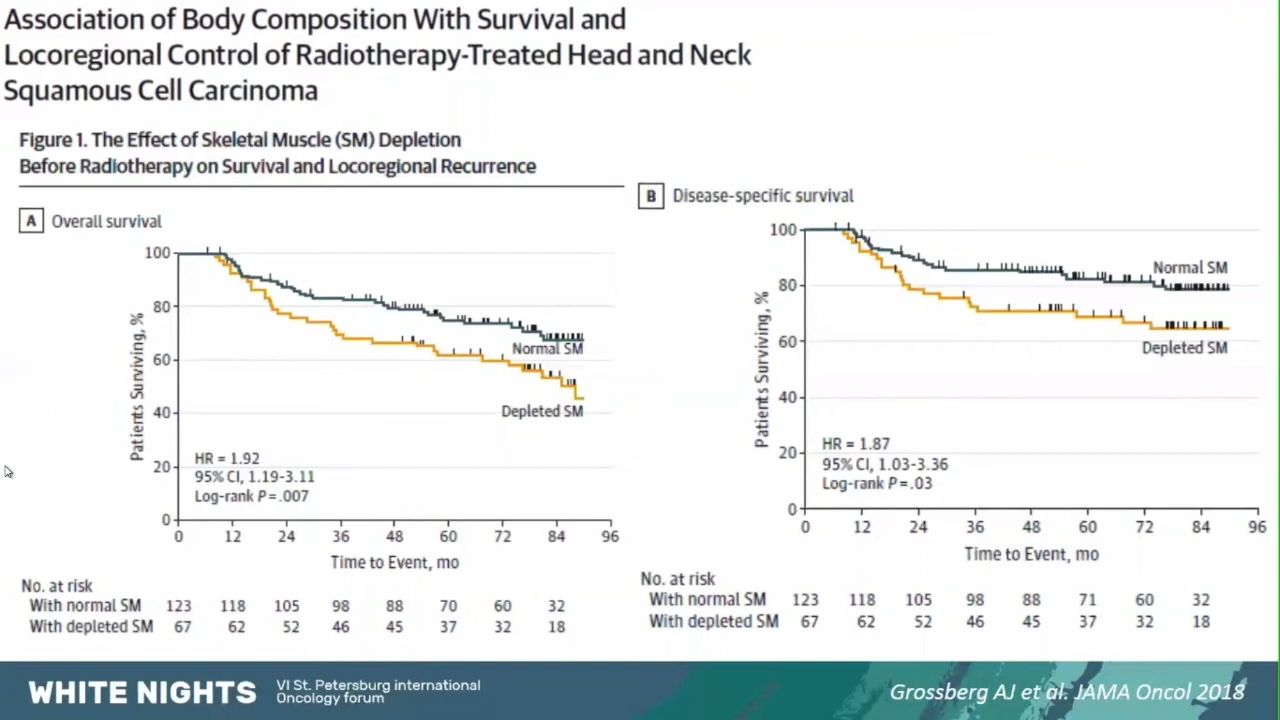 Association of Body Composition With Survival and
Locoregional Control of Radiotherapy-Treated Head and Neck
Squamous Cell Carcinoma
Figure 1. The Effect of Skeletal Muscle (SM) Depletion
Before Radiotherapy on Survival and Locoregional Recurrence
A Overall survival
100
80
60
40
20
0
Patients Surviving, %
Normal SM
Depleted SM
HR = 1.92
95% CI, 1.19-3.11
Log-rank P = .007
0 12 24 36 48 60 72 84 96
Time to Event, mo
No. at risk
With normal SM 123 118 105 98 88 70 60 32
With depleted SM 67 62 52 46 45 37 32 18
B Disease-specific survival
100
80
60
40
20
0
Patients Surviving, %
Normal SM
Depleted SM
HR = 1.87
95% CI, 1.03-3.36
Log-rank P = .03
0 12 24 36 48 60 72 84 96
Time to Event, mo
No. at risk
With normal SM 123 118 105 98 88 71 60 32
With depleted SM 67 62 52 46 45 37 32 18
WHITE NIGHTS
VI St. Petersburg international
Oncology forum
Grossberg AJ et al. JAMA Oncol 2018